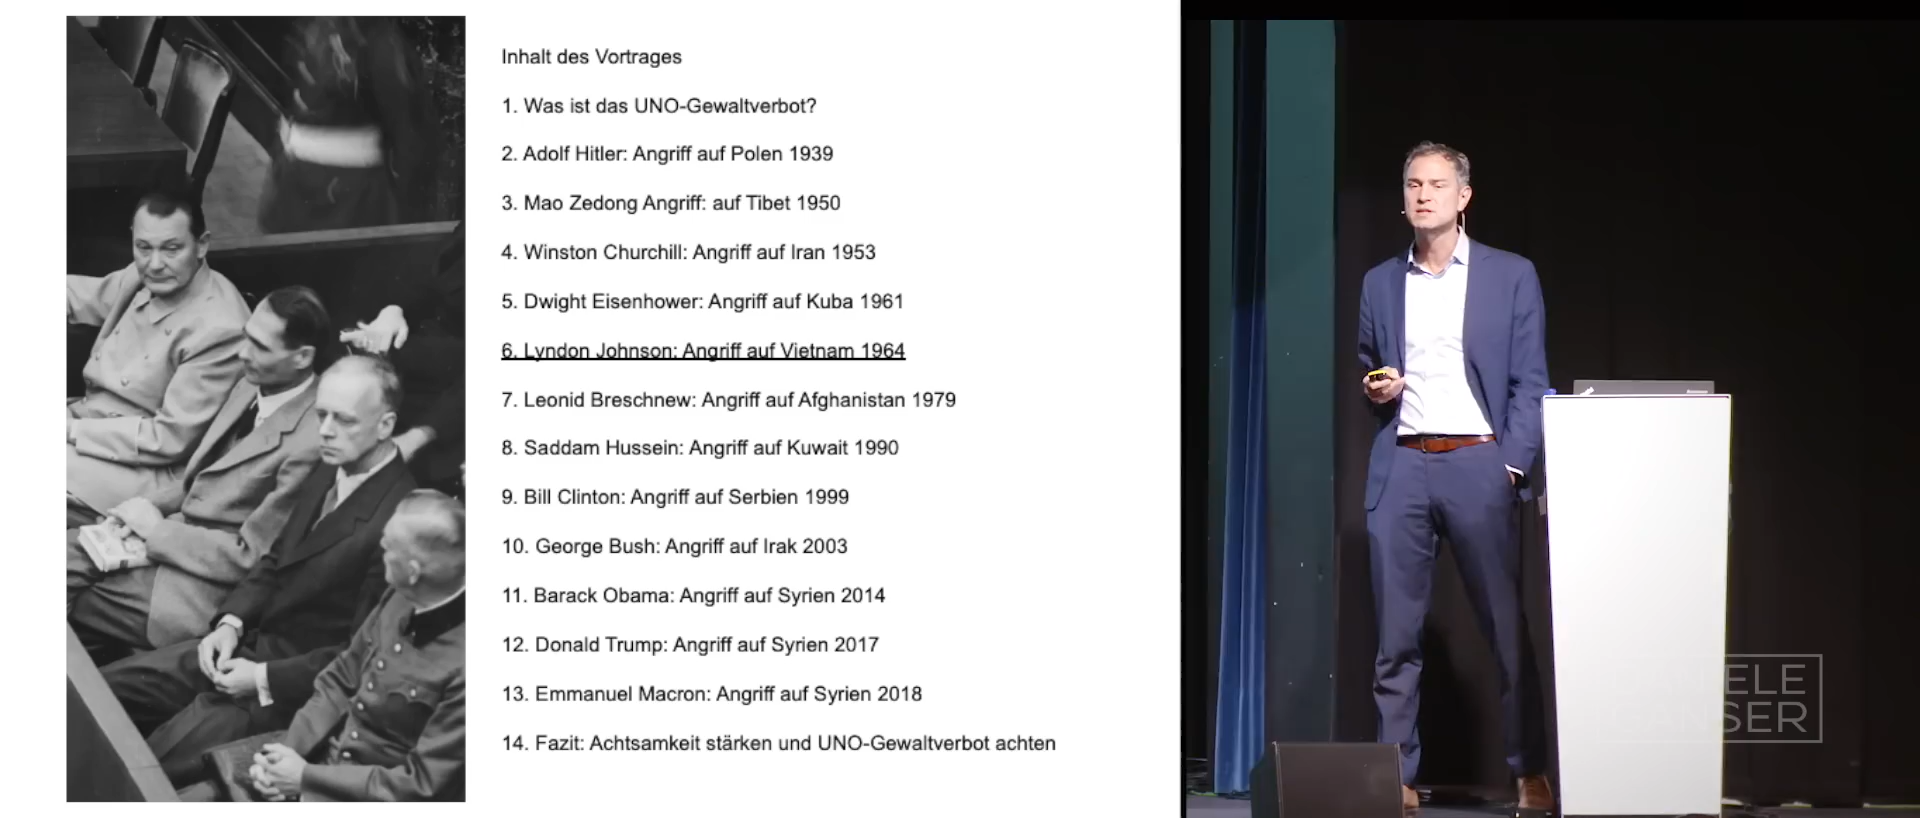 Inhalt des Vortrages
1. Was ist das UNO-Gewaltverbot?
2. Adolf Hitler: Angriff auf Polen 1939
3. Mao Zedong Angriff: auf Tibet 1950
4. Winston Churchill: Angriff auf Iran 1953
5. Dwight Eisenhower: Angriff auf Kuba 1961
6. Lyndon Johnson: Angriff auf Vietnam 1964
7. Leonid Breschnew: Angriff auf Afghanistan 1979
8. Saddam Hussein: Angriff auf Kuwait 1990
9. Bill Clinton: Angriff auf Serbien 1999
10. George Bush: Angriff auf Irak 2003
11. Barack Obama: Angriff auf Syrien 2014
12. Donald Trump: Angriff auf Syrien 2017
13. Emmanuel Macron: Angriff auf Syrien 2018
14. Fazit: Achtsamkeit stärken und UNO-Gewaltverbot achten